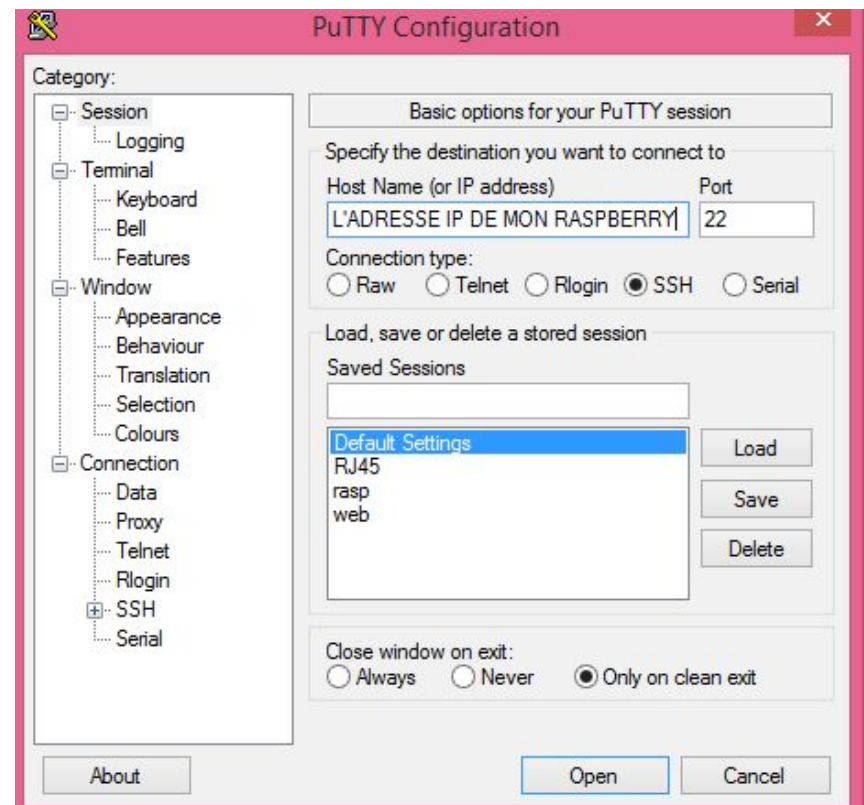 PuTTY Configuration
Category:
Session
Logging
Terminal
Keyboard
Bell
Features
Window
Appearance
Behaviour
Translation
Selection
Colours
Connection
Data
Proxy
Telnet
Rlogin
SSH
Serial
Basic options for your PuTTY session
Specify the destination you want to connect to
Host Name (or IP address) Port
L'ADRESSE IP DE MON RASPBERRY 22
Connection type:
Raw Telnet Rlogin SSH Serial
Load, save or delete a stored session
Saved Sessions
Default Settings
RJ45
rasp
web
Load
Save
Delete
Close window on exit:
Always Never Only on clean exit
About Open Cancel